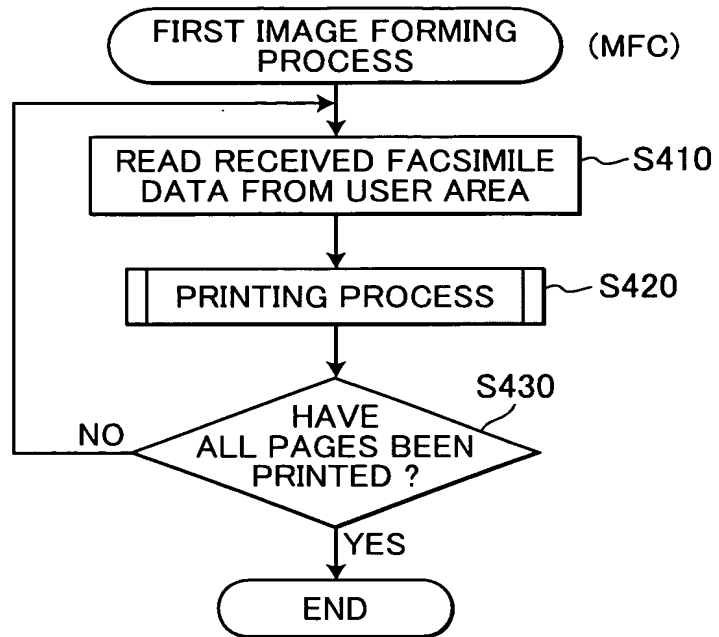 FIRST IMAGE FORMING
PROCESS
(MFC)
READ RECEIVED FACSIMILE
DATA FROM USER AREA
S410
PRINTING PROCESS
S420
S430
HAVE
ALL PAGES BEEN
PRINTED ?
NO
YES
END